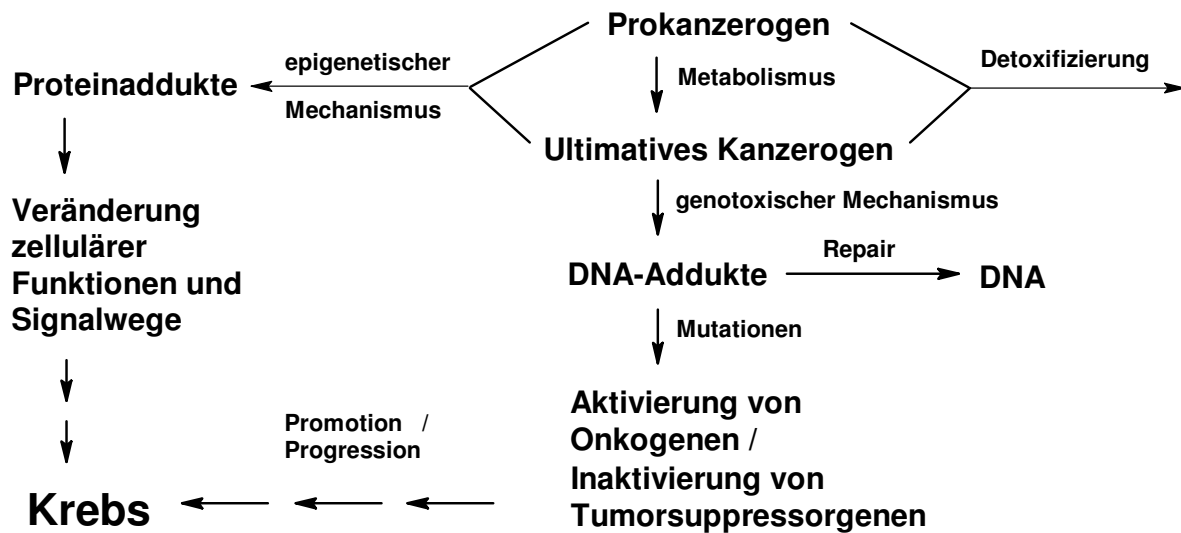 Prokanzerogen
epigenetischer
Mechanismus
Metabolismus
Detoxifizierung
Proteinaddukte
Ultimatives Kanzerogen
genotoxischer Mechanismus
Veränderung
zellulärer
Funktionen und
Signalwege
DNA-Addukte
Repair
DNA
Mutationen
Aktivierung von
Onkogenen /
Inaktivierung von
Tumorsuppressorgenen
Promotion /
Progression
Krebs